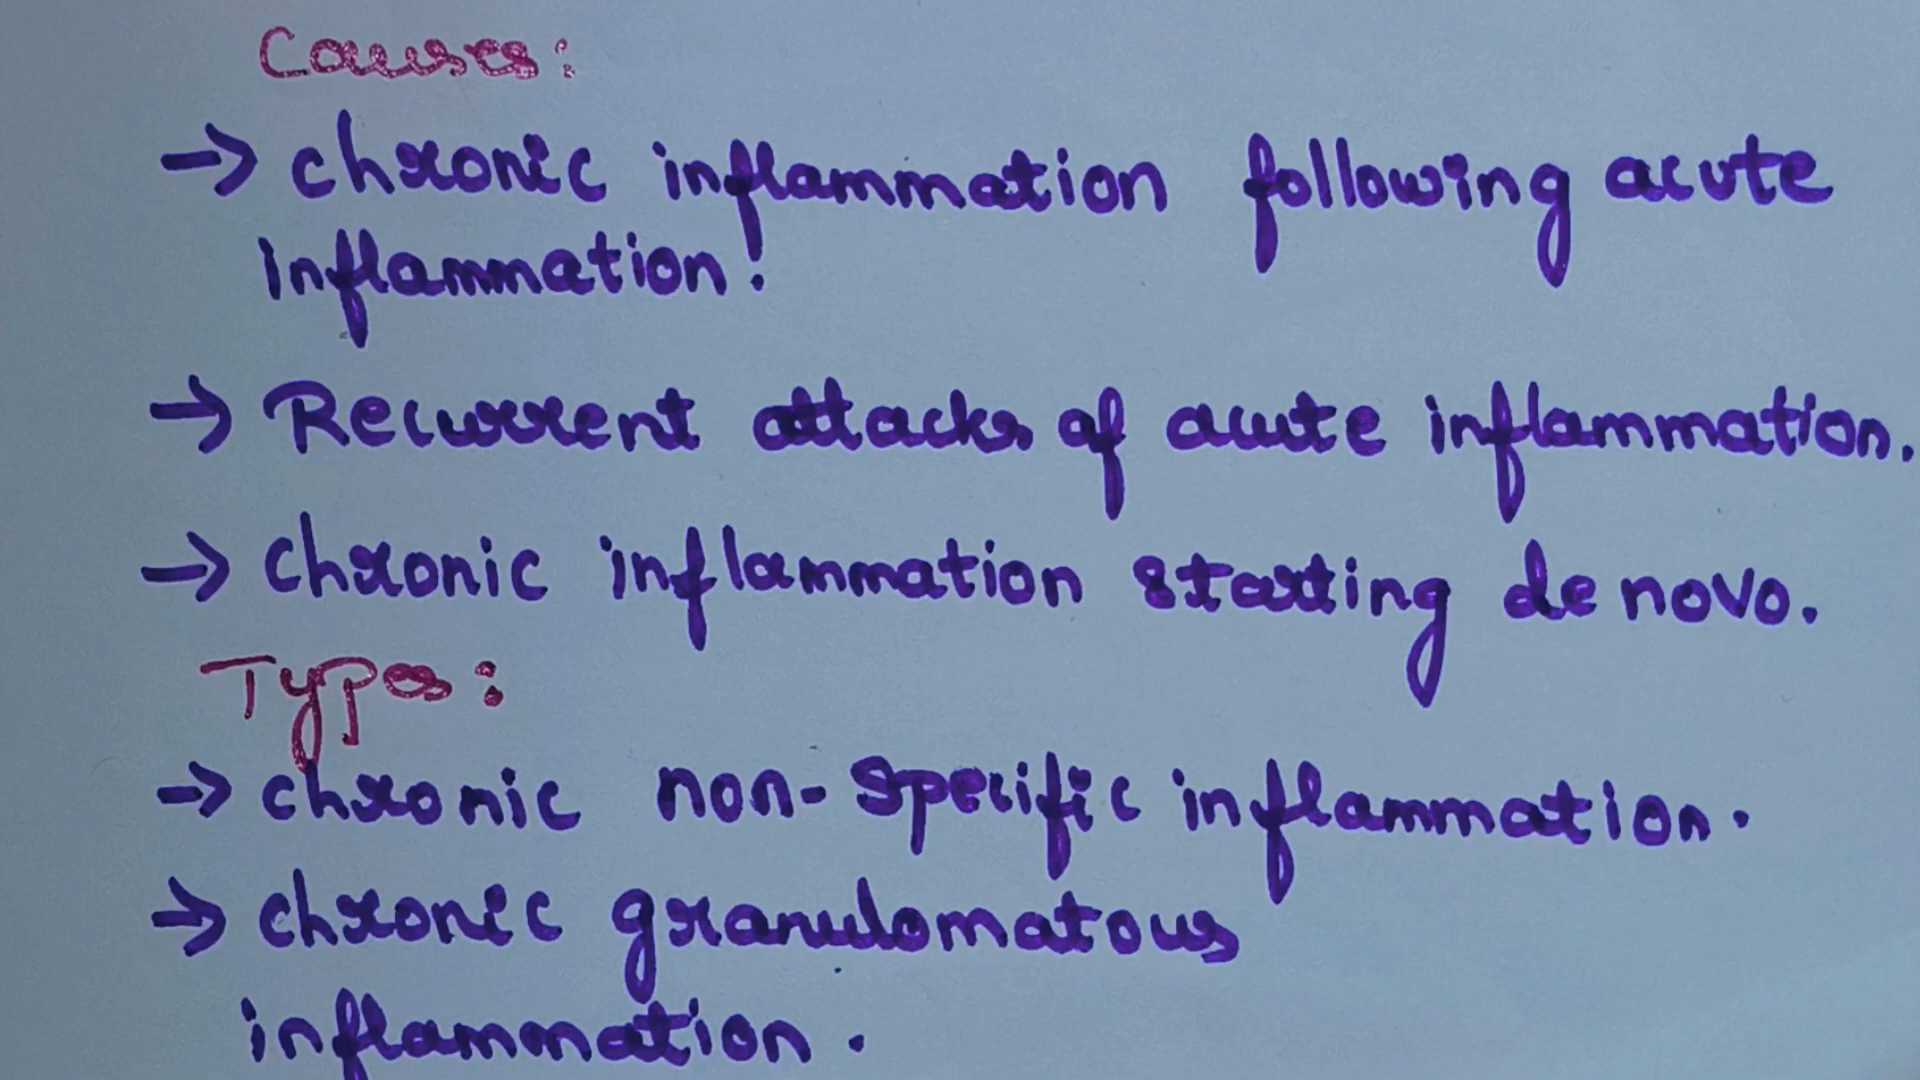 Causes:
→ chronic inflammation following acute
inflammation!
→ Recurrent attacks of acute inflammation.
→ chronic inflammation starting de novo.
Types:
→ chronic non-specific inflammation.
→ chronic granulomatous
inflammation.